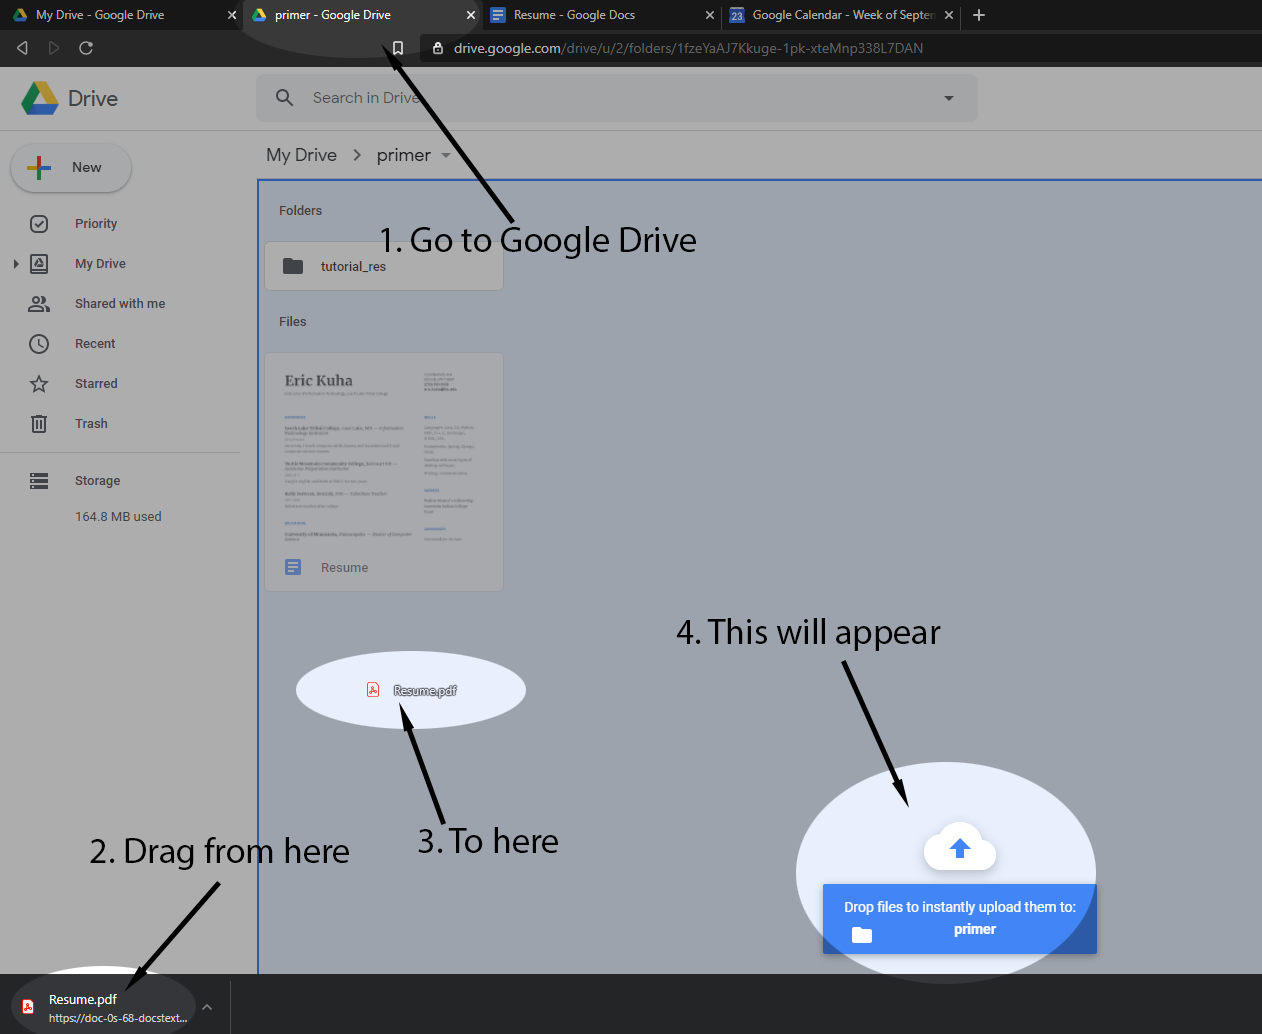 My Drive - Google Drive
primer - Google Drive
Resume - Google Docs
Google Calendar - Week of Septem
drive.google.com/drive/u/2/folders/1fzeYaAJ7Kkuge-1pk-xteMnp338L7DAN
Drive
Search in Drive
New
My Drive > primer
Priority
My Drive
Shared with me
Recent
Starred
Trash
Storage
164.8 MB used
Folders
1. Go to Google Drive
tutorial_res
Files
Eric Kuha
Resume
4. This will appear
Resume.pdf
3. To here
2. Drag from here
Drop files to instantly upload them to:
primer
Resume.pdf
https://doc-0s-68-docstext...